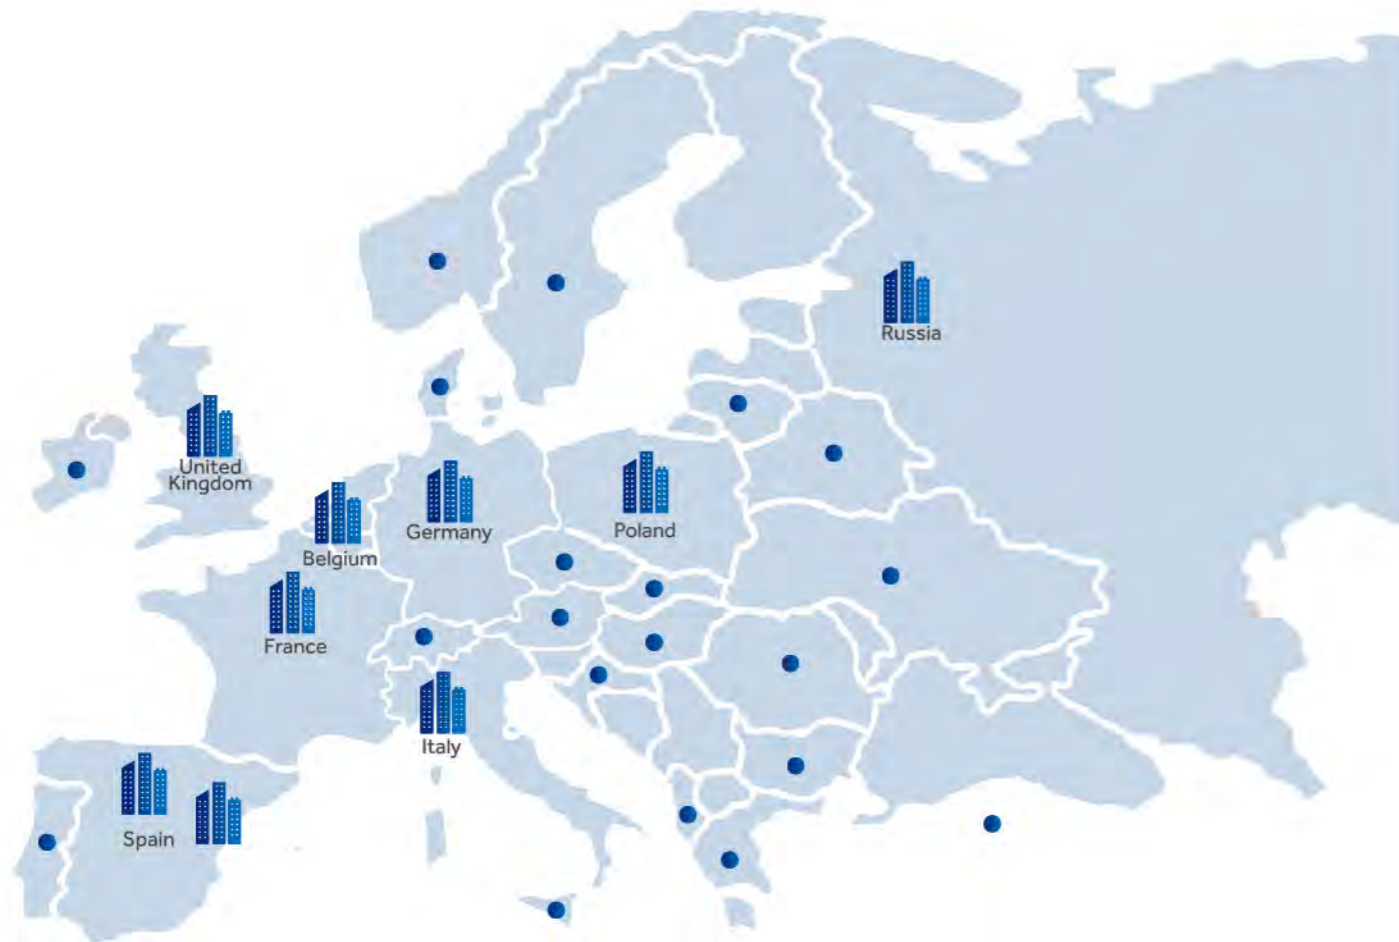 Russia
United
Kingdom
Belgium
Germany
Poland
France
Italy
Spain